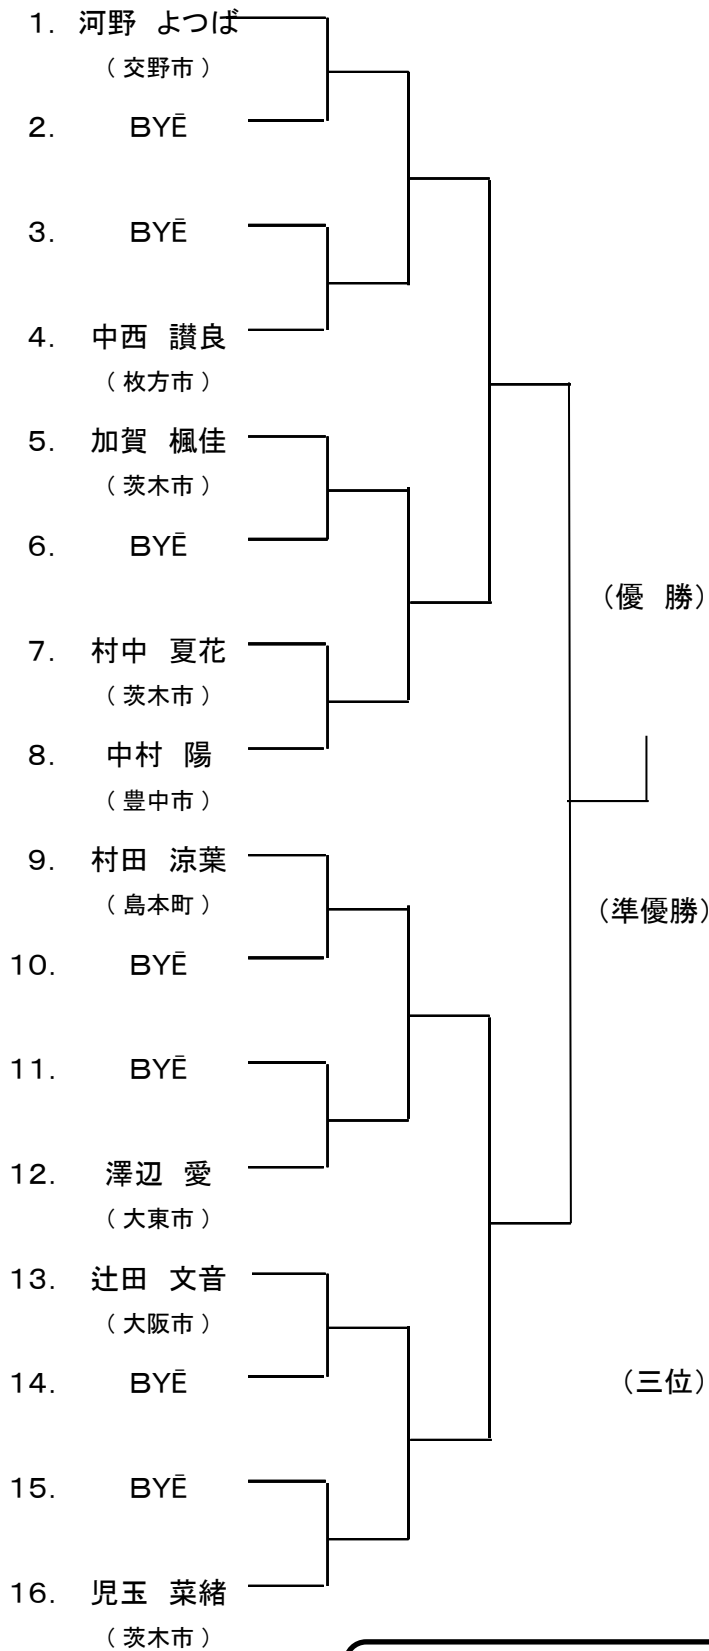 1. 河野 よつば
（交野市）
2. BYE
3. BYE
4. 中西 讃良
（枚方市）
5. 加賀 楓佳
（茨木市）
6. BYE
（優 勝）
7. 村中 夏花
（茨木市）
8. 中村 陽
（豊中市）
9. 村田 涼葉
（島本町）
（準優勝）
10. BYE
11. BYE
12. 澤辺 愛
（大東市）
13. 辻田 文音
（大阪市）
14. BYE
（三位）
15. BYE
16. 児玉 菜緒
（茨木市）